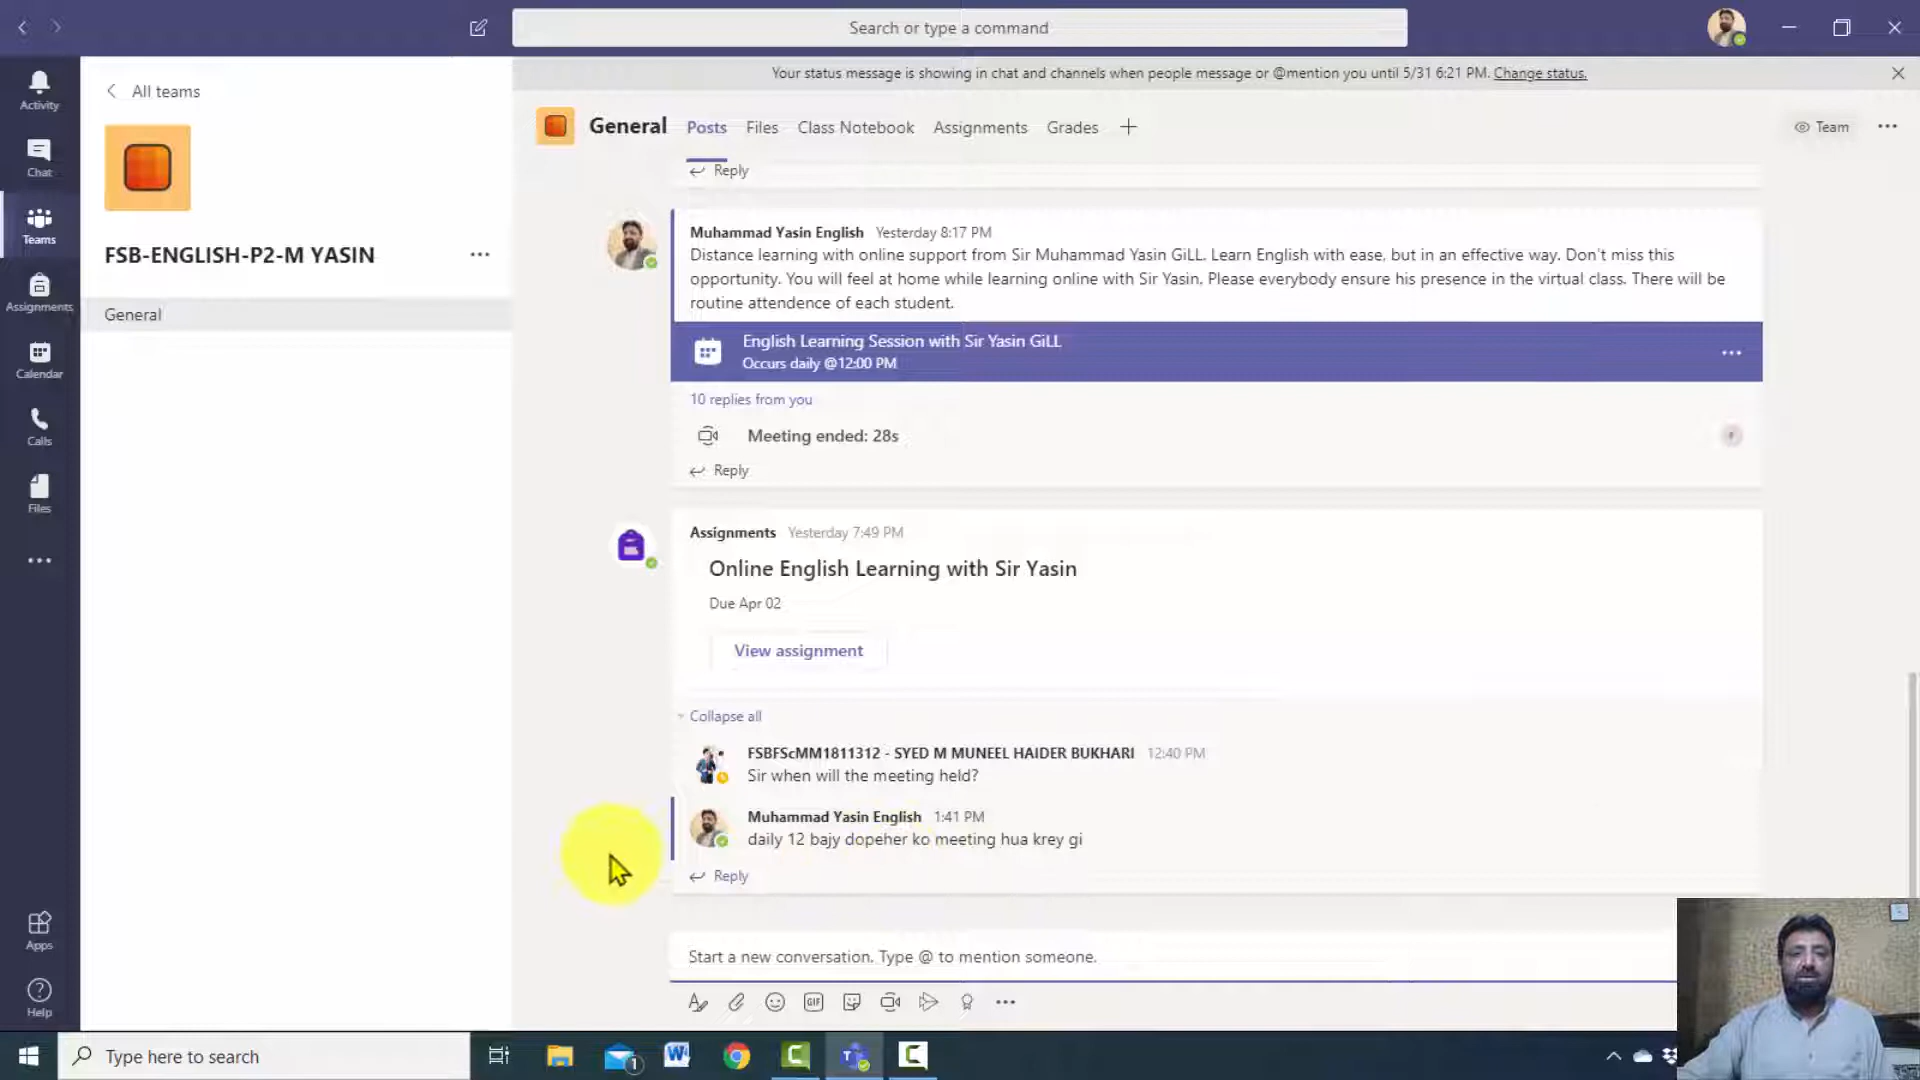 Search or type a command
Your status message is showing in chat and channels when people message or @mention you until 5/31 6:21 PM. Change status.
Activity
Chat
Teams
Assignments
Calendar
Calls
Files
Apps
Help
All teams
FSB-ENGLISH-P2-M YASIN
General
General Posts Files Class Notebook Assignments Grades
Team
Reply
Muhammad Yasin English Yesterday 8:17 PM
Distance learning with online support from Sir Muhammad Yasin GiLL. Learn English with ease, but in an effective way. Don't miss this
opportunity. You will feel at home while learning online with Sir Yasin. Please everybody ensure his presence in the virtual class. There will be
routine attendence of each student.
English Learning Session with Sir Yasin GiLL
Occurs daily @12:00 PM
10 replies from you
Meeting ended: 28s
Reply
Assignments Yesterday 7:49 PM
Online English Learning with Sir Yasin
Due Apr 02
View assignment
Collapse all
FSBFScMM1811312 - SYED M MUNEEL HAIDER BUKHARI 12:40 PM
Sir when will the meeting held?
Muhammad Yasin English 1:41 PM
daily 12 bajy dopeher ko meeting hua krey gi
Reply
Start a new conversation. Type @ to mention someone.
GIF
Type here to search
1